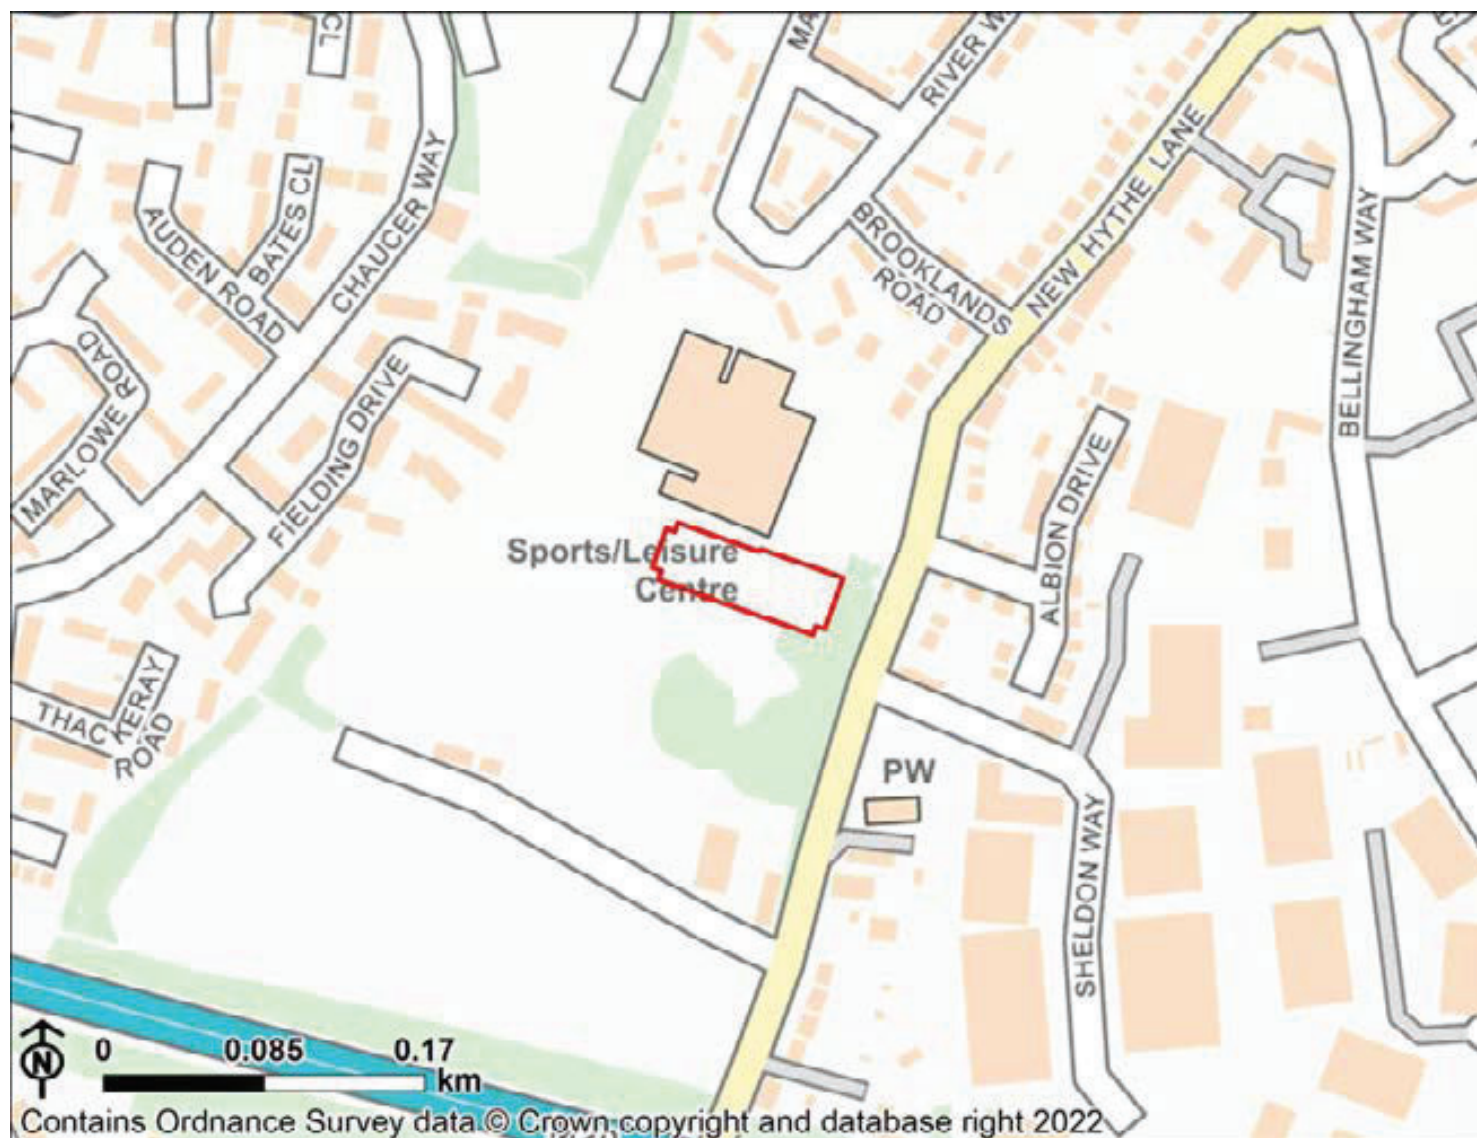 CL
MA
RIVER W
CHAUCER WAY
BATES CL
AUDEN ROAD
NEW HYTHE LANE
BROOKLANDS
ROAD
BELLINGHAM WAY
MARLOWE
ROAD
FIELDING DRIVE
ALBION DRIVE
Sports/Leisure
Centre
THACKERAY
ROAD
PW
SHELDON WAY
N
0 0.085 0.17
km
Contains Ordnance Survey data © Crown copyright and database right 2022